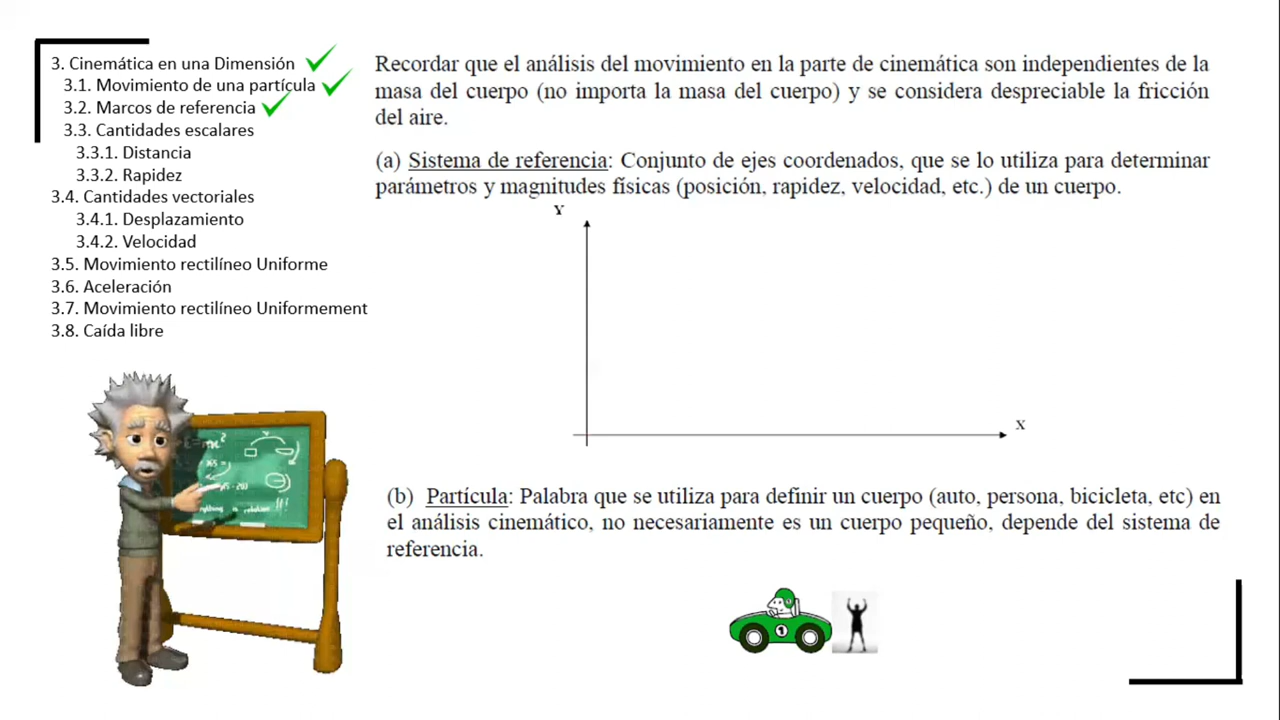 3. Cinemática en una Dimensión
3.1. Movimiento de una partícula
3.2. Marcos de referencia
3.3. Cantidades escalares
3.3.1. Distancia
3.3.2. Rapidez
3.4. Cantidades vectoriales
3.4.1. Desplazamiento
3.4.2. Velocidad
3.5. Movimiento rectilíneo Uniforme
3.6. Aceleración
3.7. Movimiento rectilíneo Uniformement
3.8. Caída libre
Recordar que el análisis del movimiento en la parte de cinemática son independientes de la
masa del cuerpo (no importa la masa del cuerpo) y se considera despreciable la fricción
del aire.
(a) Sistema de referencia: Conjunto de ejes coordenados, que se lo utiliza para determinar
parámetros y magnitudes físicas (posición, rapidez, velocidad, etc.) de un cuerpo.
Y
X
(b) Partícula: Palabra que se utiliza para definir un cuerpo (auto, persona, bicicleta, etc) en
el análisis cinemático, no necesariamente es un cuerpo pequeño, depende del sistema de
referencia.
1